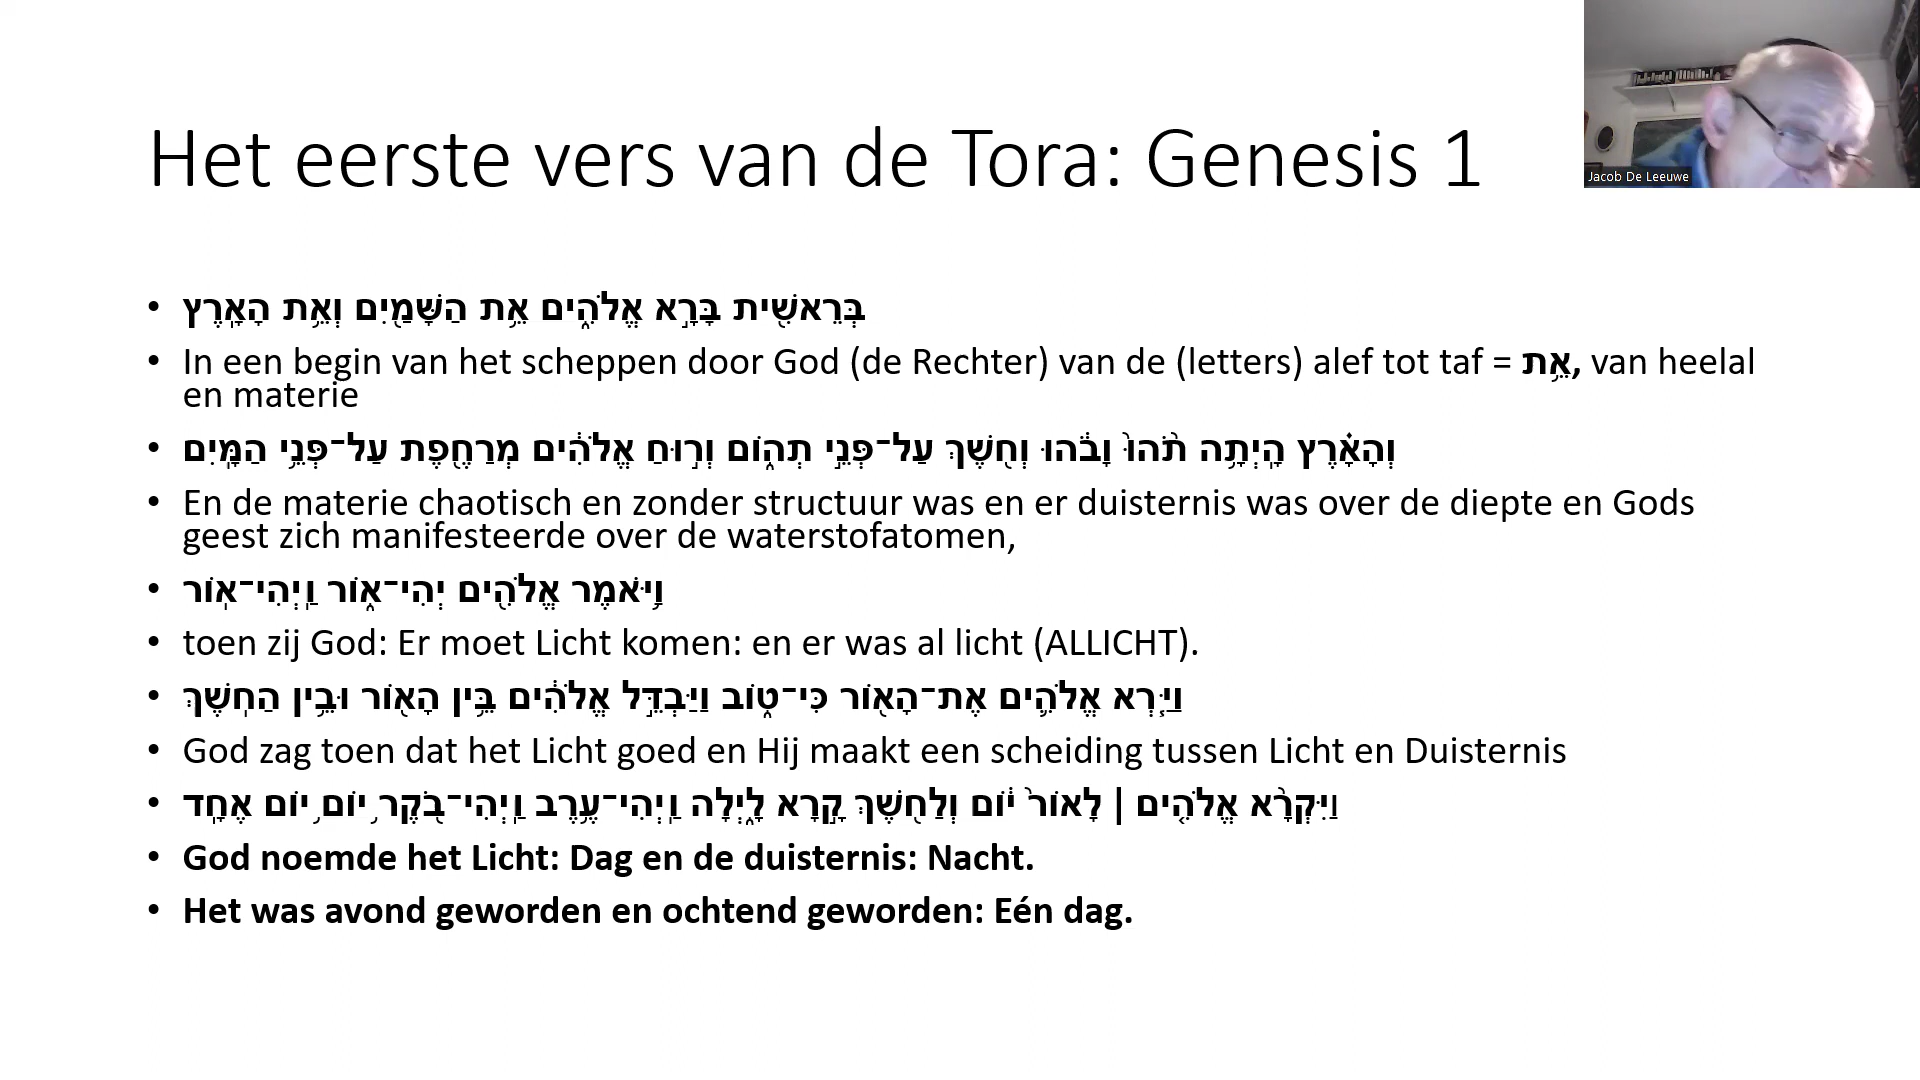 Het eerste vers van de Tora: Genesis 1
Jacob De Leeuwe
• בְּרֵאשִׁ֖ית בָּרָ֣א אֱלֹהִ֑ים אֵ֥ת הַשָּׁמַ֖יִם וְאֵ֥ת הָאָֽרֶץ
• In een begin van het scheppen door God (de Rechter) van de (letters) alef tot taf = אֵ֥ת, van heelal
en materie
• וְהָאָ֗רֶץ הָֽיְתָ֥ה תֹ֙הוּ֙ וָבֹ֔הוּ וְח֖שֶׁךְ עַל־פְּנֵ֣י תְה֑וֹם וְר֣וּחַ אֱלֹהִ֔ים מְרַחֶ֖פֶת עַל־פְּנֵ֥י הַמָּֽיִם
• En de materie chaotisch en zonder structuur was en er duisternis was over de diepte en Gods
geest zich manifesteerde over de waterstofatomen,
• וַיֹּ֥אמֶר אֱלֹהִ֖ים יְהִי־א֑וֹר וַֽיְהִי־אֽוֹר
• toen zij God: Er moet Licht komen: en er was al licht (ALLICHT).
• וַיַּ֧רְא אֱלֹהִ֛ים אֶת־הָא֖וֹר כִּי־ט֑וֹב וַיַּבְדֵּ֣ל אֱלֹהִ֔ים בֵּ֥ין הָא֖וֹר וּבֵ֥ין הַחֽשֶׁךְ
• God zag toen dat het Licht goed en Hij maakt een scheiding tussen Licht en Duisternis
• וַיִּקְרָ֨א אֱלֹהִ֤ים | לָאוֹר֙ י֔וֹם וְלַח֖שֶׁךְ קָ֣רָא לָ֑יְלָה וַֽיְהִי־עֶ֥רֶב וַֽיְהִי־בֹ֖קֶר יוֹם֥ יוֹם אֶחָֽד
• God noemde het Licht: Dag en de duisternis: Nacht.
• Het was avond geworden en ochtend geworden: Eén dag.